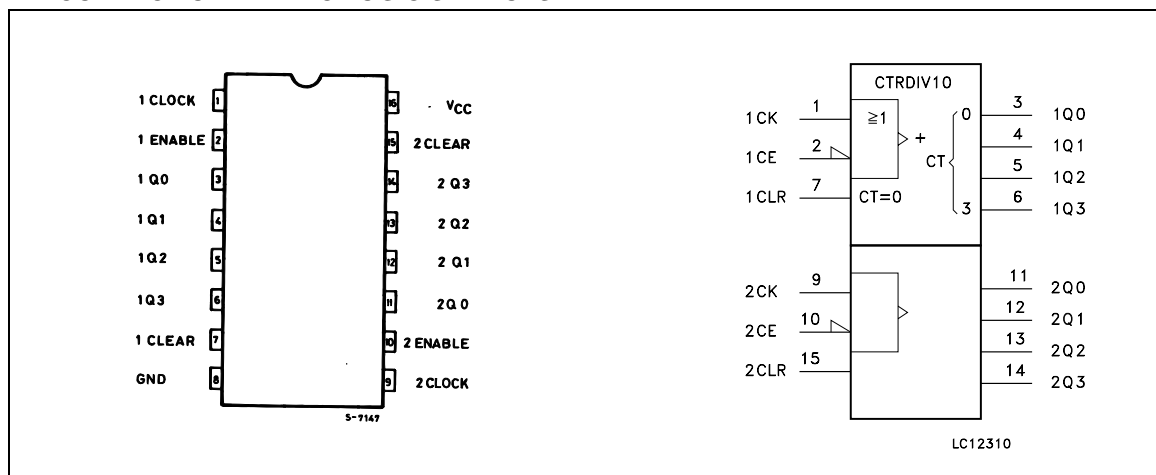 1 CLOCK 1 16 VCC
1 ENABLE 2 15 2 CLEAR
1 Q0 3 14 2 Q3
1 Q1 4 13 2 Q2
1 Q2 5 12 2 Q1
1Q3 6 11 2Q0
1 CLEAR 7 10 2 ENABLE
GND 8 9 2 CLOCK
S-7147
CTRDIV10
1CK 1 ≧1 0 3 1Q0
1CE 2 + CT 4 1Q1
5 1Q2
1CLR 7 CT=0 3 6 1Q3
2CK 9 11 2Q0
2CE 10 12 2Q1
13 2Q2
2CLR 15 14 2Q3
LC12310